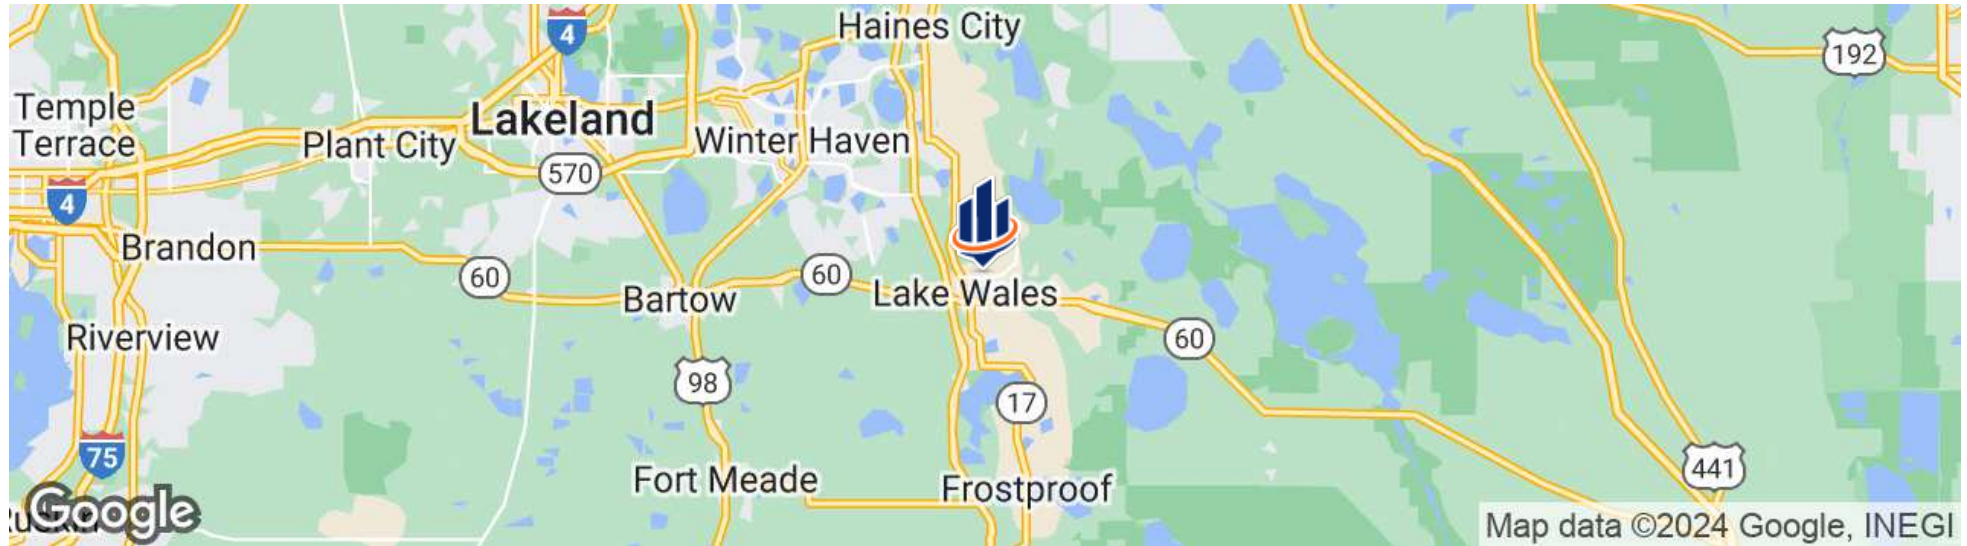 Haines City
4
192
Temple
Terrace
Lakeland
Plant City
Winter Haven
570
4
Brandon
60
60
Bartow
Lake Wales
Riverview
60
98
17
75
441
Fort Meade
Frostproof
Google
Map data ©2024 Google, INEGI